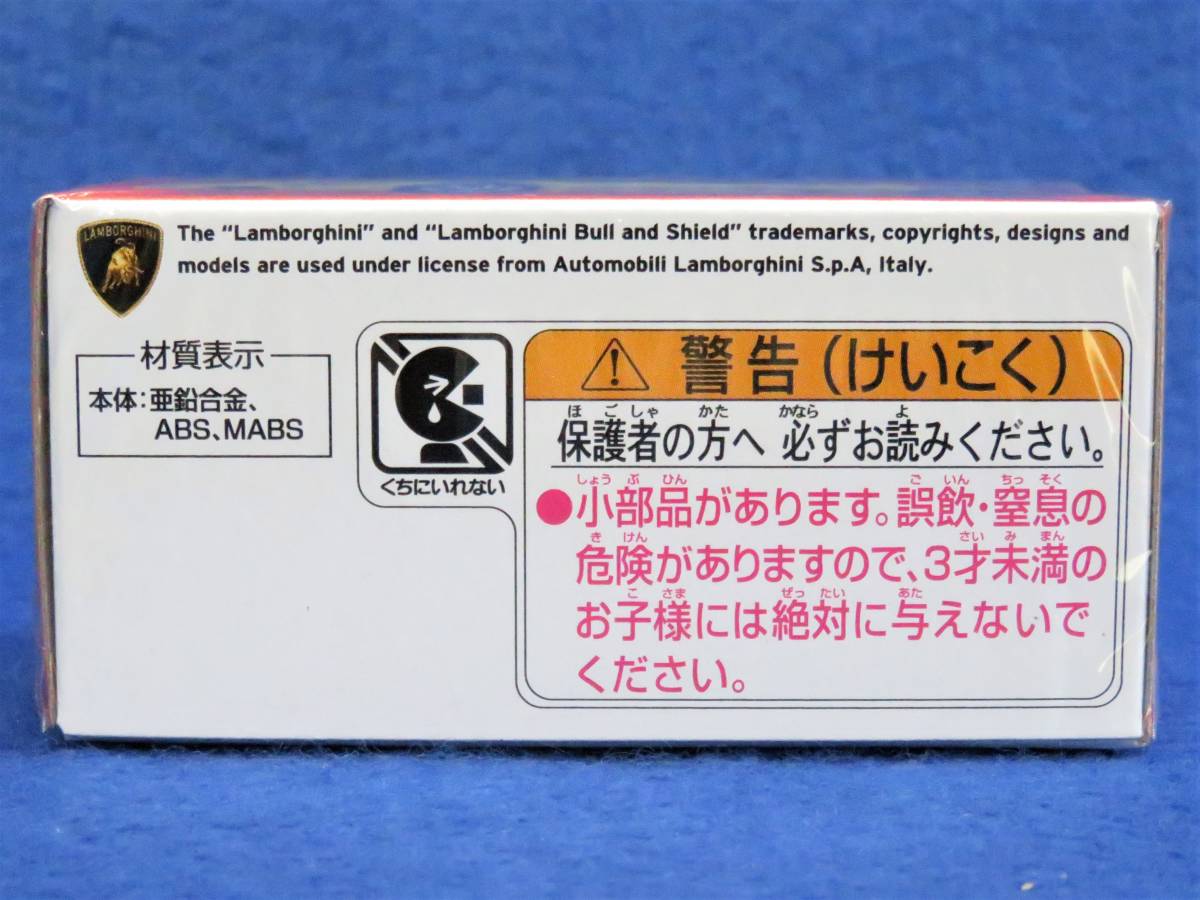 LAMBORGHINI
The “Lamborghini” and “Lamborghini Bull and Shield” trademarks, copyrights, designs and
models are used under license from Automobili Lamborghini S.p.A, Italy.
材質表示
本体：亜鉛合金、
ABS、MABS
くちにいれない
警告（けいこく）
ほごしゃ かた かなら よ
保護者の方へ 必ずお読みください。
しょうぶひん ごいん ちっそく
●小部品があります。誤飲・窒息の
きけん さいみまん
危険がありますので、3才未満の
こさま ぜったい あた
お子様には絶対に与えないで
ください。